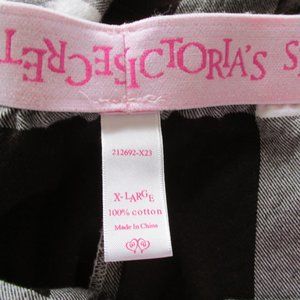 SECRET VICTORIA'S S
212692-X23
X-LARGE
100% cotton
Made In China